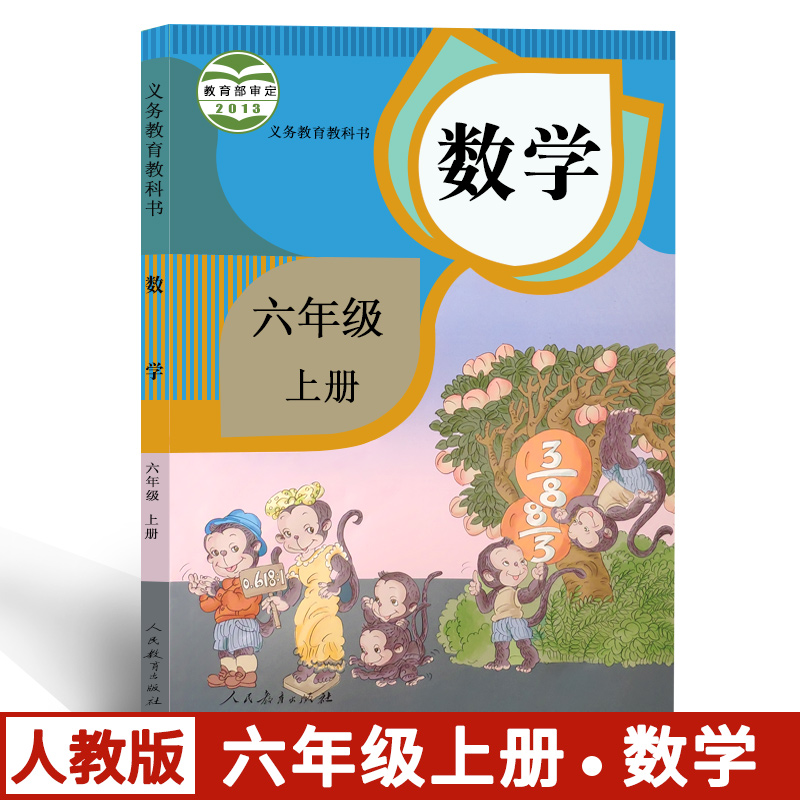 义务教育教科书
数学
六年级 上册
人民教育出版社
教育部审定
2013
义务教育教科书
数学
六年级
上册
3/8
8/3
0.618:1
人民教育出版社
人教版 六年级上册·数学